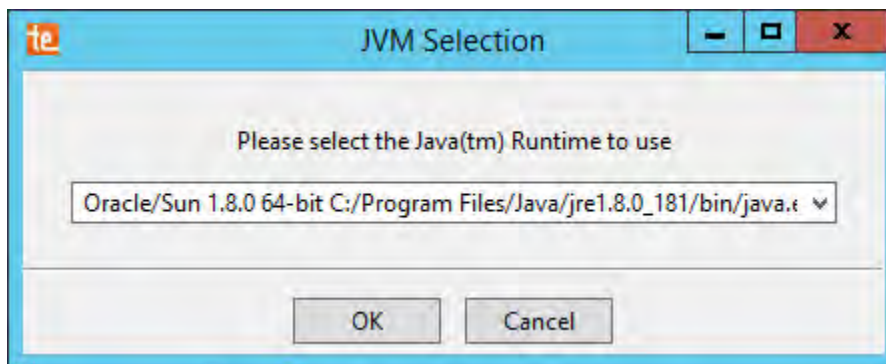 te
JVM Selection
x
Please select the Java(tm) Runtime to use
Oracle/Sun 1.8.0 64-bit C:/Program Files/Java/jre1.8.0_181/bin/java.e
OK Cancel